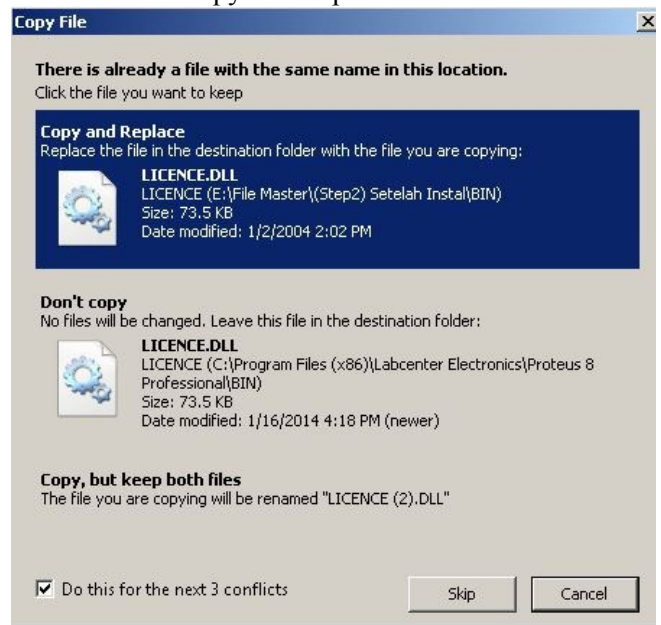 Copy File
There is already a file with the same name in this location.
Click the file you want to keep
Copy and Replace
Replace the file in the destination folder with the file you are copying:
LICENCE.DLL
LICENCE (E:\File Master\(Step2) Setelah Instal\BIN)
Size: 73.5 KB
Date modified: 1/2/2004 2:02 PM
Don't copy
No files will be changed. Leave this file in the destination folder:
LICENCE.DLL
LICENCE (C:\Program Files (x86)\Labcenter Electronics\Proteus 8
Professional\BIN)
Size: 73.5 KB
Date modified: 1/16/2014 4:18 PM (newer)
Copy, but keep both files
The file you are copying will be renamed "LICENCE (2).DLL"
Do this for the next 3 conflicts
Skip
Cancel